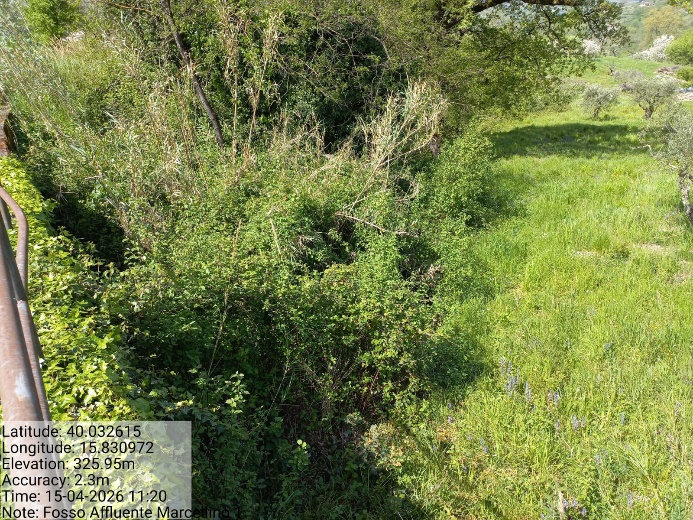 Latitude: 40.032615
Longitude: 15.830972
Elevation: 325.95m
Accuracy: 2.3m
Time: 15-04-2026 11:20
Note: Fosso Affluente Marcellino 1